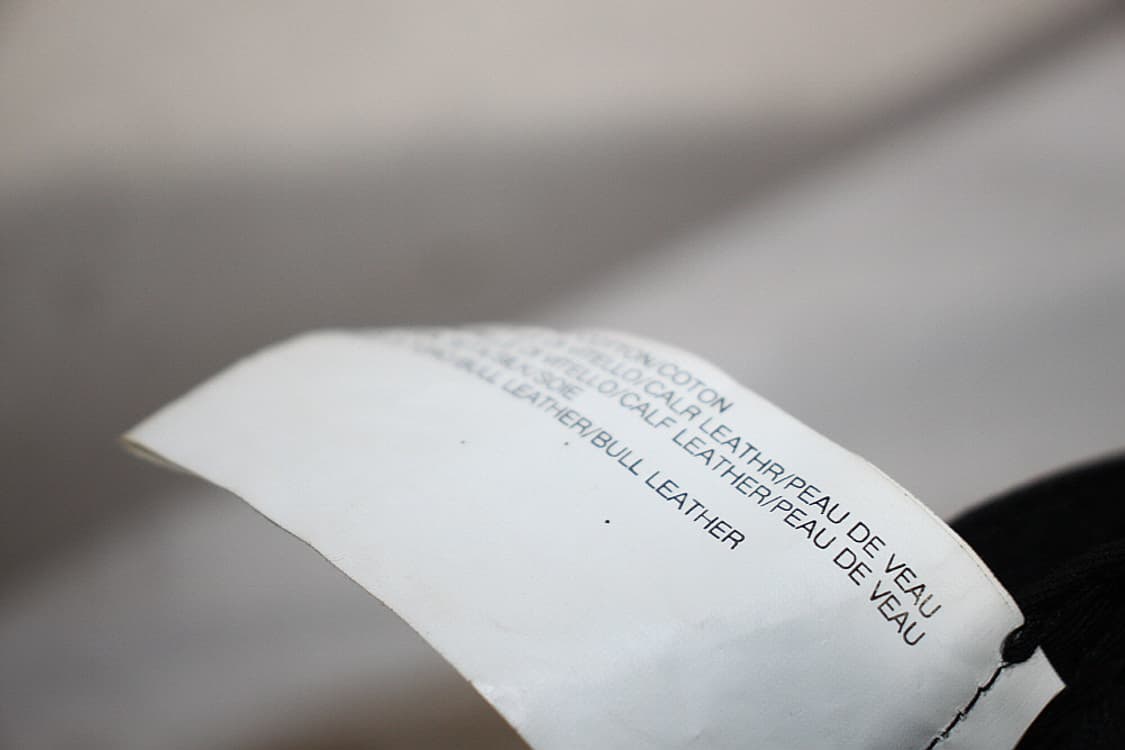 COTTON/COTON
VITELLO/CALR LEATHR/PEAU DE VEAU
VITELLO/CALF LEATHER/PEAU DE VEAU
SILK/SOIE
BULL LEATHER/BULL LEATHER